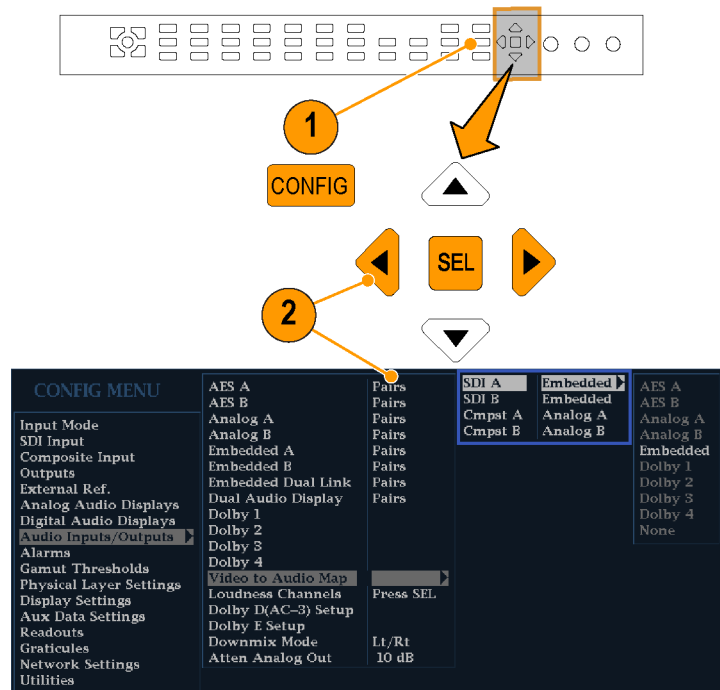 1
CONFIG
SEL
2
CONFIG MENU
Input Mode
SDI Input
Composite Input
Outputs
External Ref.
Analog Audio Displays
Digital Audio Displays
Audio Inputs/Outputs
Alarms
Gamut Thresholds
Physical Layer Settings
Display Settings
Aux Data Settings
Readouts
Graticules
Network Settings
Utilities
AES A Pairs
AES B Pairs
Analog A Pairs
Analog B Pairs
Embedded A Pairs
Embedded B Pairs
Embedded Dual Link Pairs
Dual Audio Display Pairs
Dolby 1
Dolby 2
Dolby 3
Dolby 4
Video to Audio Map
Loudness Channels Press SEL
Dolby D(AC-3) Setup
Dolby E Setup
Downmix Mode Lt/Rt
Atten Analog Out 10 dB
SDI A Embedded
SDI B Embedded
Cmpst A Analog A
Cmpst B Analog B
AES A
AES B
Analog A
Analog B
Embedded
Dolby 1
Dolby 2
Dolby 3
Dolby 4
None